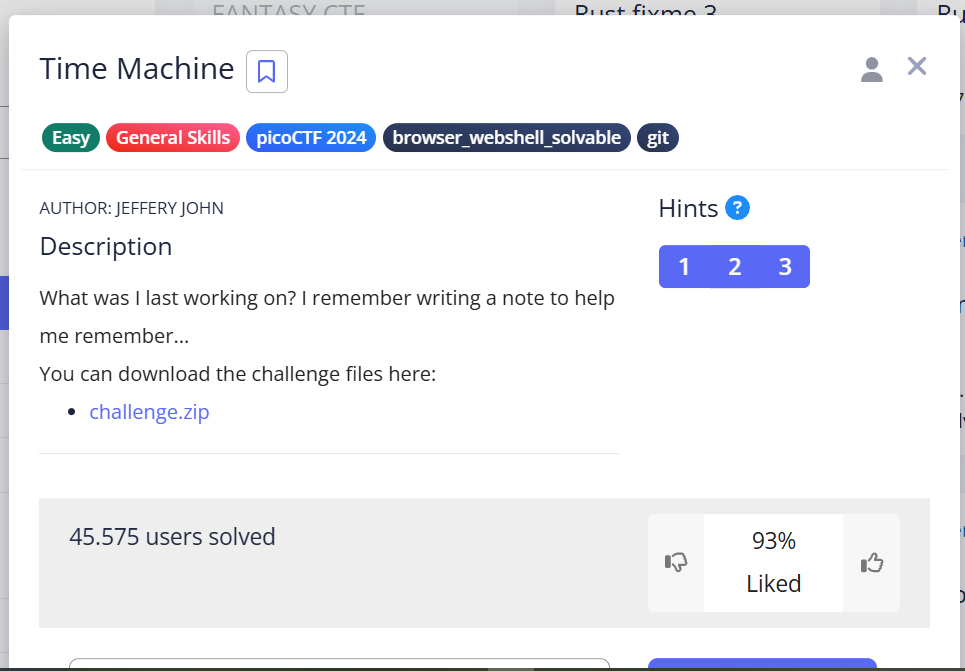 FANTASY CTF
Rust fixme 3
Time Machine
Easy General Skills picoCTF 2024 browser_webshell_solvable git
AUTHOR: JEFFERY JOHN
Hints ?
Description
1 2 3
What was I last working on? I remember writing a note to help
me remember...
You can download the challenge files here:
challenge.zip
45.575 users solved
93%
Liked